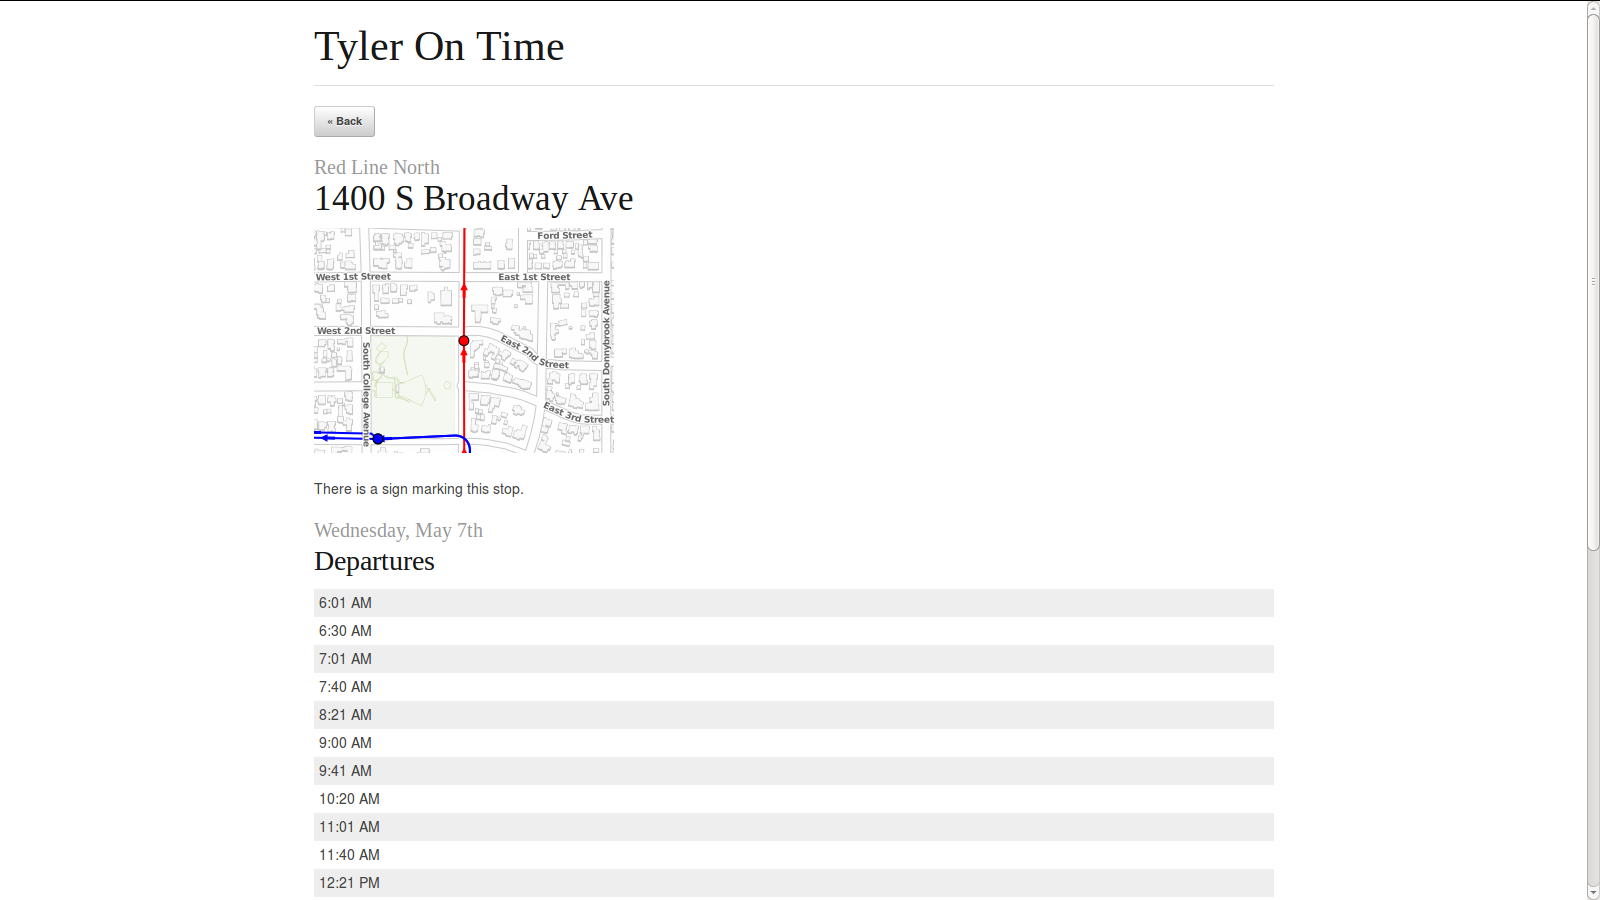 Tyler On Time
« Back
Red Line North
1400 S Broadway Ave
Ford Street
West 1st Street
East 1st Street
West 2nd Street
East 2nd Street
South College Avenue
South Donnybrook Avenue
East 3rd Street
There is a sign marking this stop.
Wednesday, May 7th
Departures
6:01 AM
6:30 AM
7:01 AM
7:40 AM
8:21 AM
9:00 AM
9:41 AM
10:20 AM
11:01 AM
11:40 AM
12:21 PM